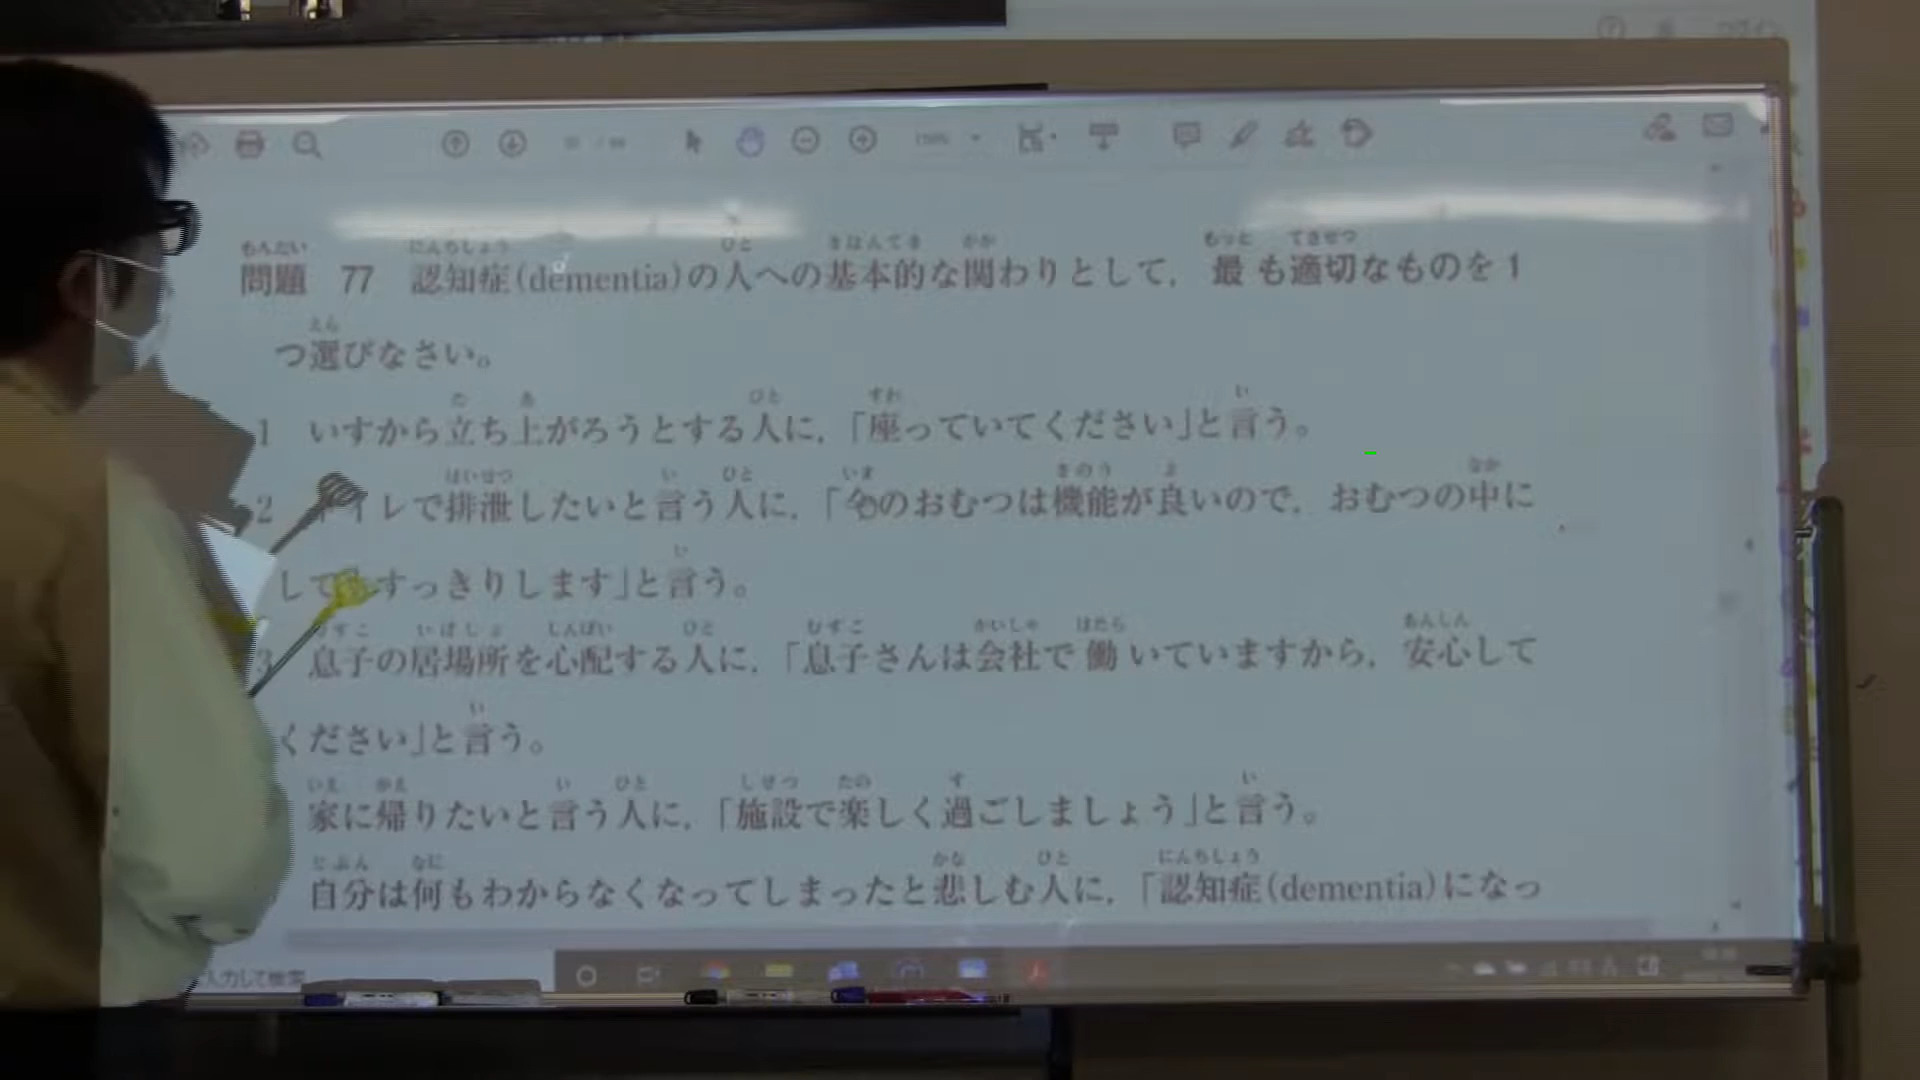 問題 77 認知症(dementia)の人への基本的な関わりとして，最も適切なものを1
つ選びなさい。
1 いすから立ち上がろうとする人に，「座っていてください」と言う。
2 トイレで排泄したいと言う人に，「今のおむつは機能が良いので，おむつの中に
してもすっきりします」と言う。
3 息子の居場所を心配する人に，「息子さんは会社で働いていますから，安心して
ください」と言う。
家に帰りたいと言う人に，「施設で楽しく過ごしましょう」と言う。
自分は何もわからなくなってしまったと悲しむ人に，「認知症(dementia)になっ
入力して検索